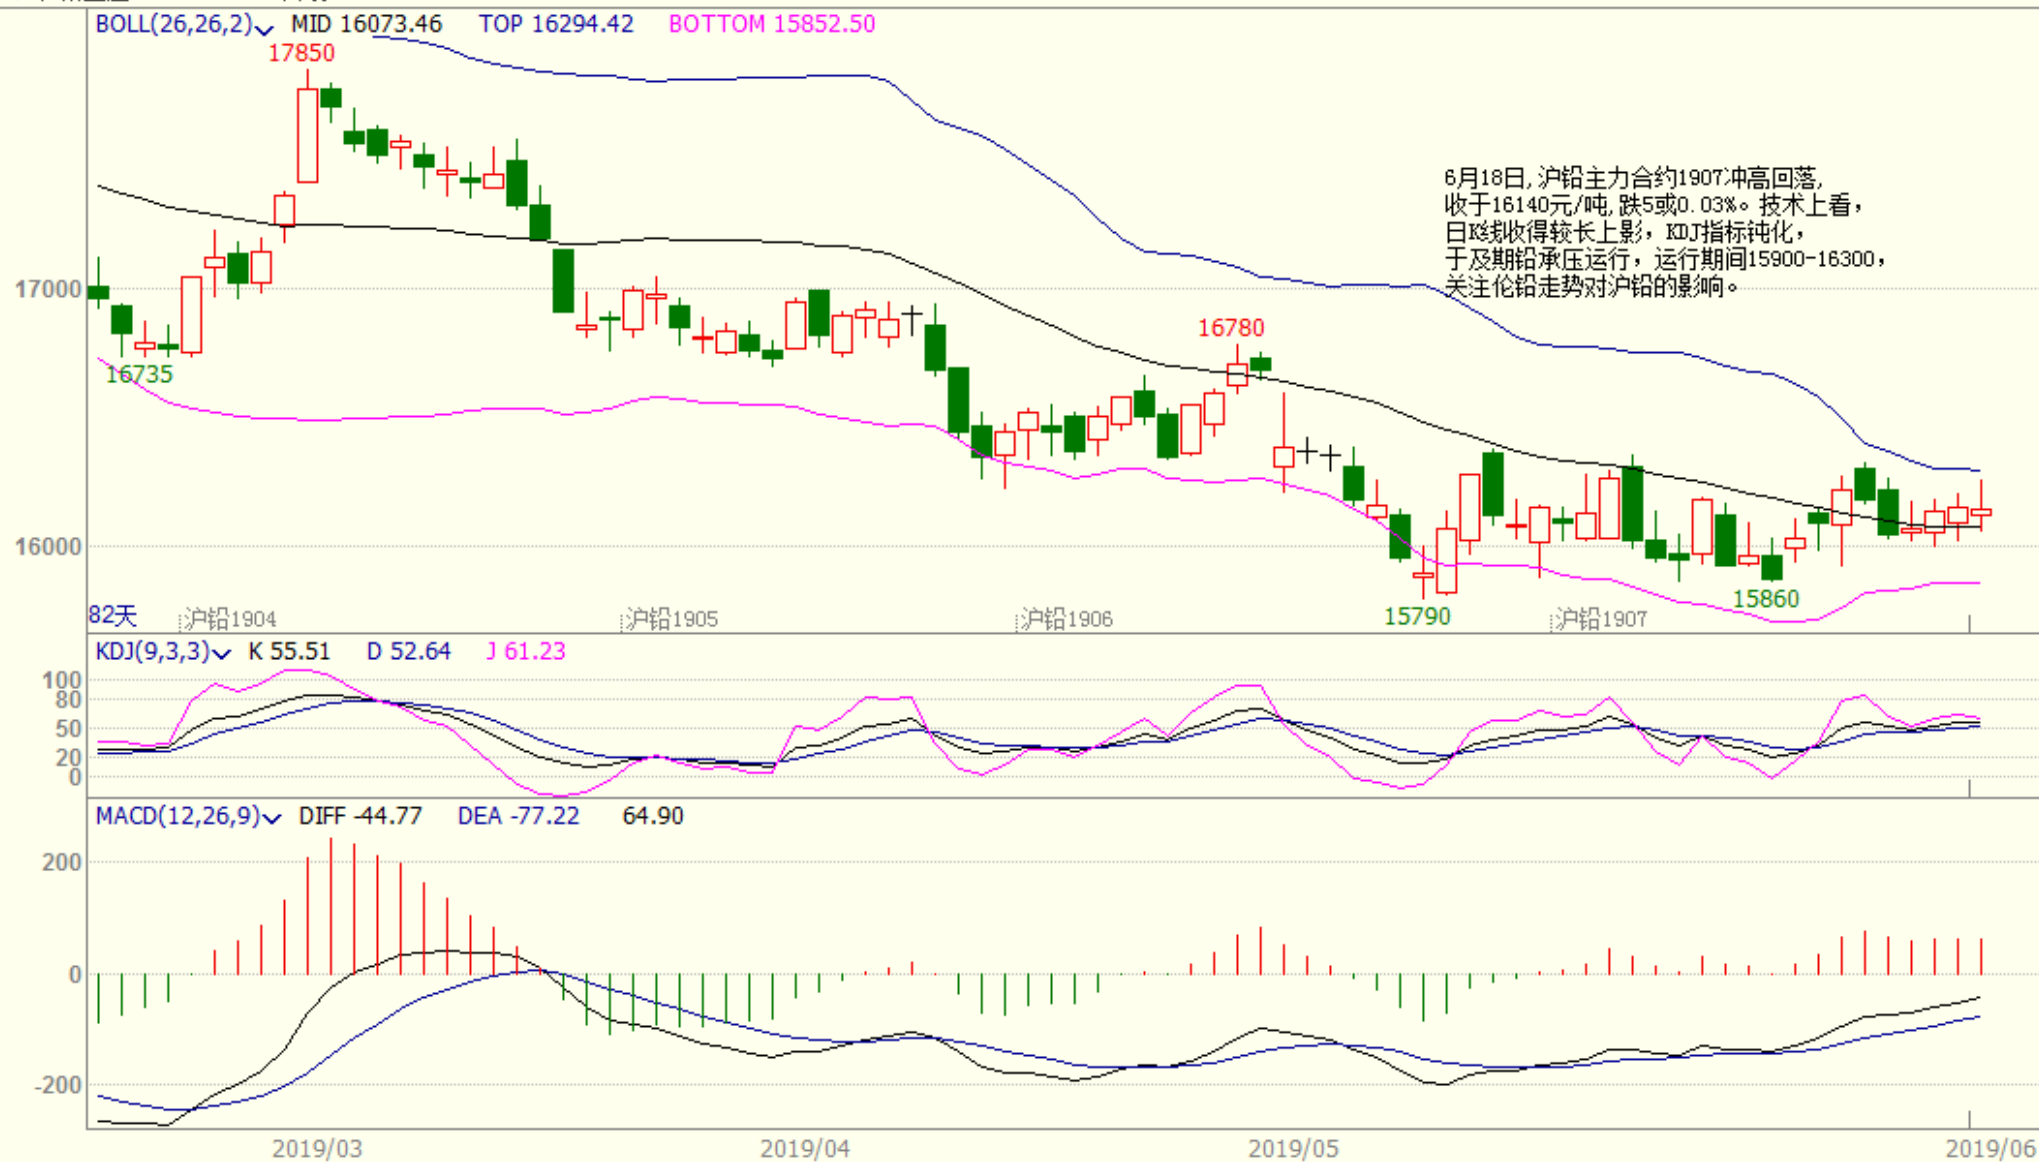 BOLL(26,26,2) MID 16073.46 TOP 16294.42 BOTTOM 15852.50
17850
6月18日,沪铅主力合约1907冲高回落,
收于16140元/吨,跌5或0.03%。技术上看,
日K线收得较长上影,KDJ指标钝化,
于及期铅承压运行,运行期间15900-16300,
关注伦铅走势对沪铅的影响。
17000
16780
16735
16000
15860
15790
82天 沪铅1904 沪铅1905 沪铅1906 沪铅1907
KDJ(9,3,3) K 55.51 D 52.64 J 61.23
100
80
50
20
0
MACD(12,26,9) DIFF -44.77 DEA -77.22 64.90
200
0
-200
2019/03 2019/04 2019/05 2019/06